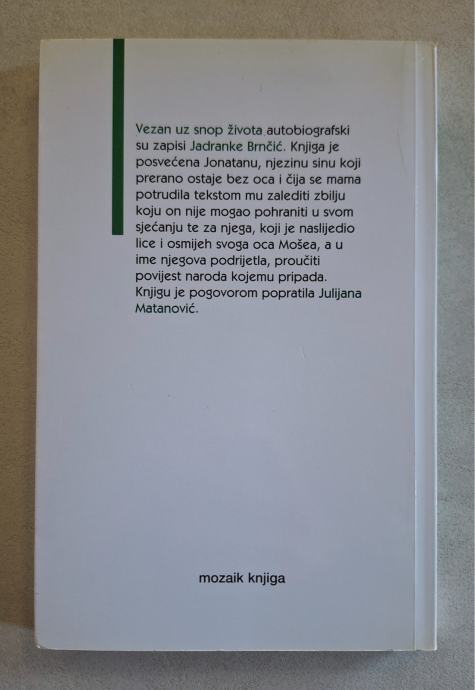 Vezan uz snop života autobiografski
su zapisi Jadranke Brnčić. Knjiga je
posvećena Jonatanu, njezinu sinu koji
prerano ostaje bez oca i čija se mama
potrudila tekstom mu zalediti zbilju
koju on nije mogao pohraniti u svom
sjećanju te za njega, koji je naslijedio
lice i osmijeh svoga oca Mošea, a u
ime njegova podrijetla, proučiti
povijest naroda kojemu pripada.
Knjigu je pogovorom popratila Julijana
Matanović.
mozaik knjiga